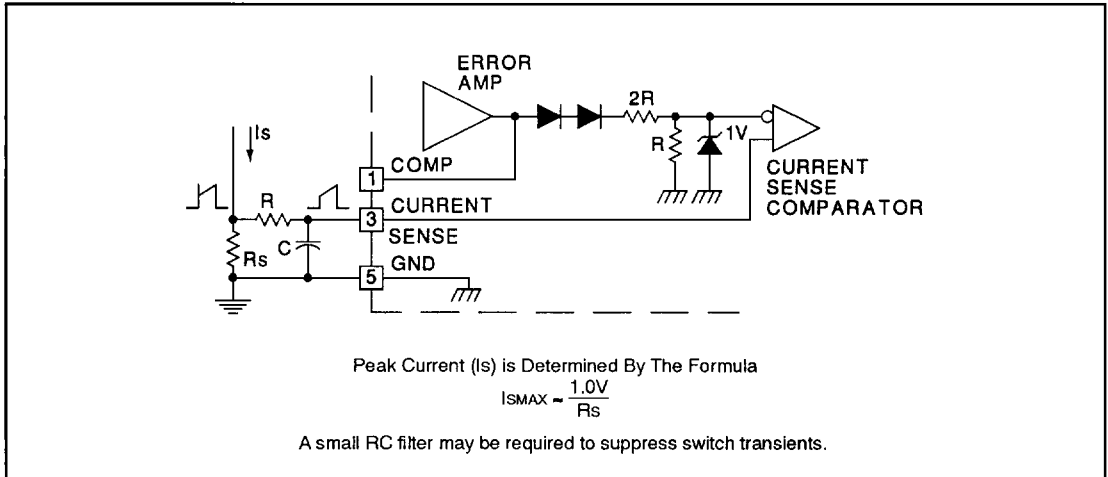 ERROR
AMP
2R
Is
R
1V
COMP
1
R
CURRENT
3
SENSE
CURRENT
SENSE
COMPARATOR
C
Rs
GND
5
Peak Current (Is) is Determined By The Formula
ISMAX ≈ 1.0V
Rs
A small RC filter may be required to suppress switch transients.